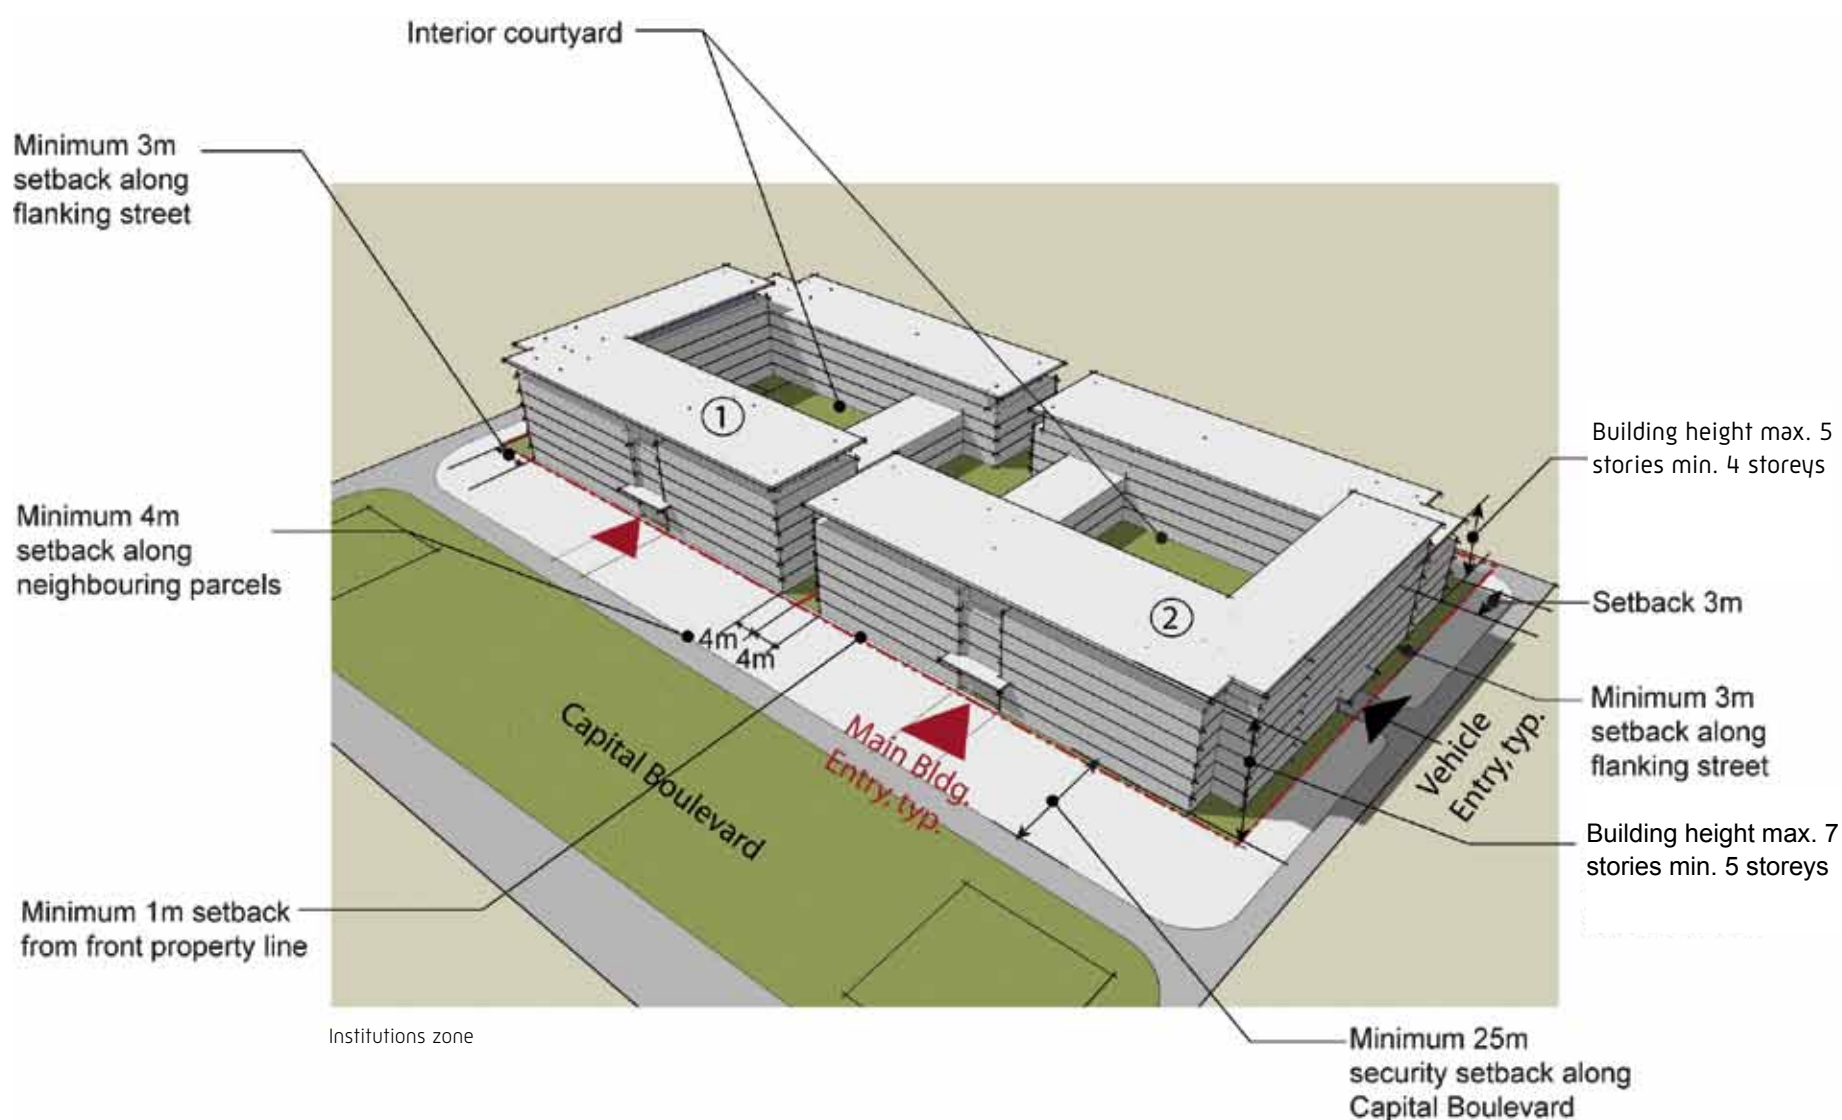 Interior courtyard
Minimum 3m
setback along
flanking street
①
Building height max. 5
stories min. 4 storeys
Minimum 4m
setback along
neighbouring parcels
Setback 3m
②
4m
4m
Minimum 3m
setback along
flanking street
Capital Boulevard
Main Bldg.
Entry, typ.
Vehicle
Entry, typ.
Building height max. 7
stories min. 5 storeys
Minimum 1m setback
from front property line
Institutions zone
Minimum 25m
security setback along
Capital Boulevard